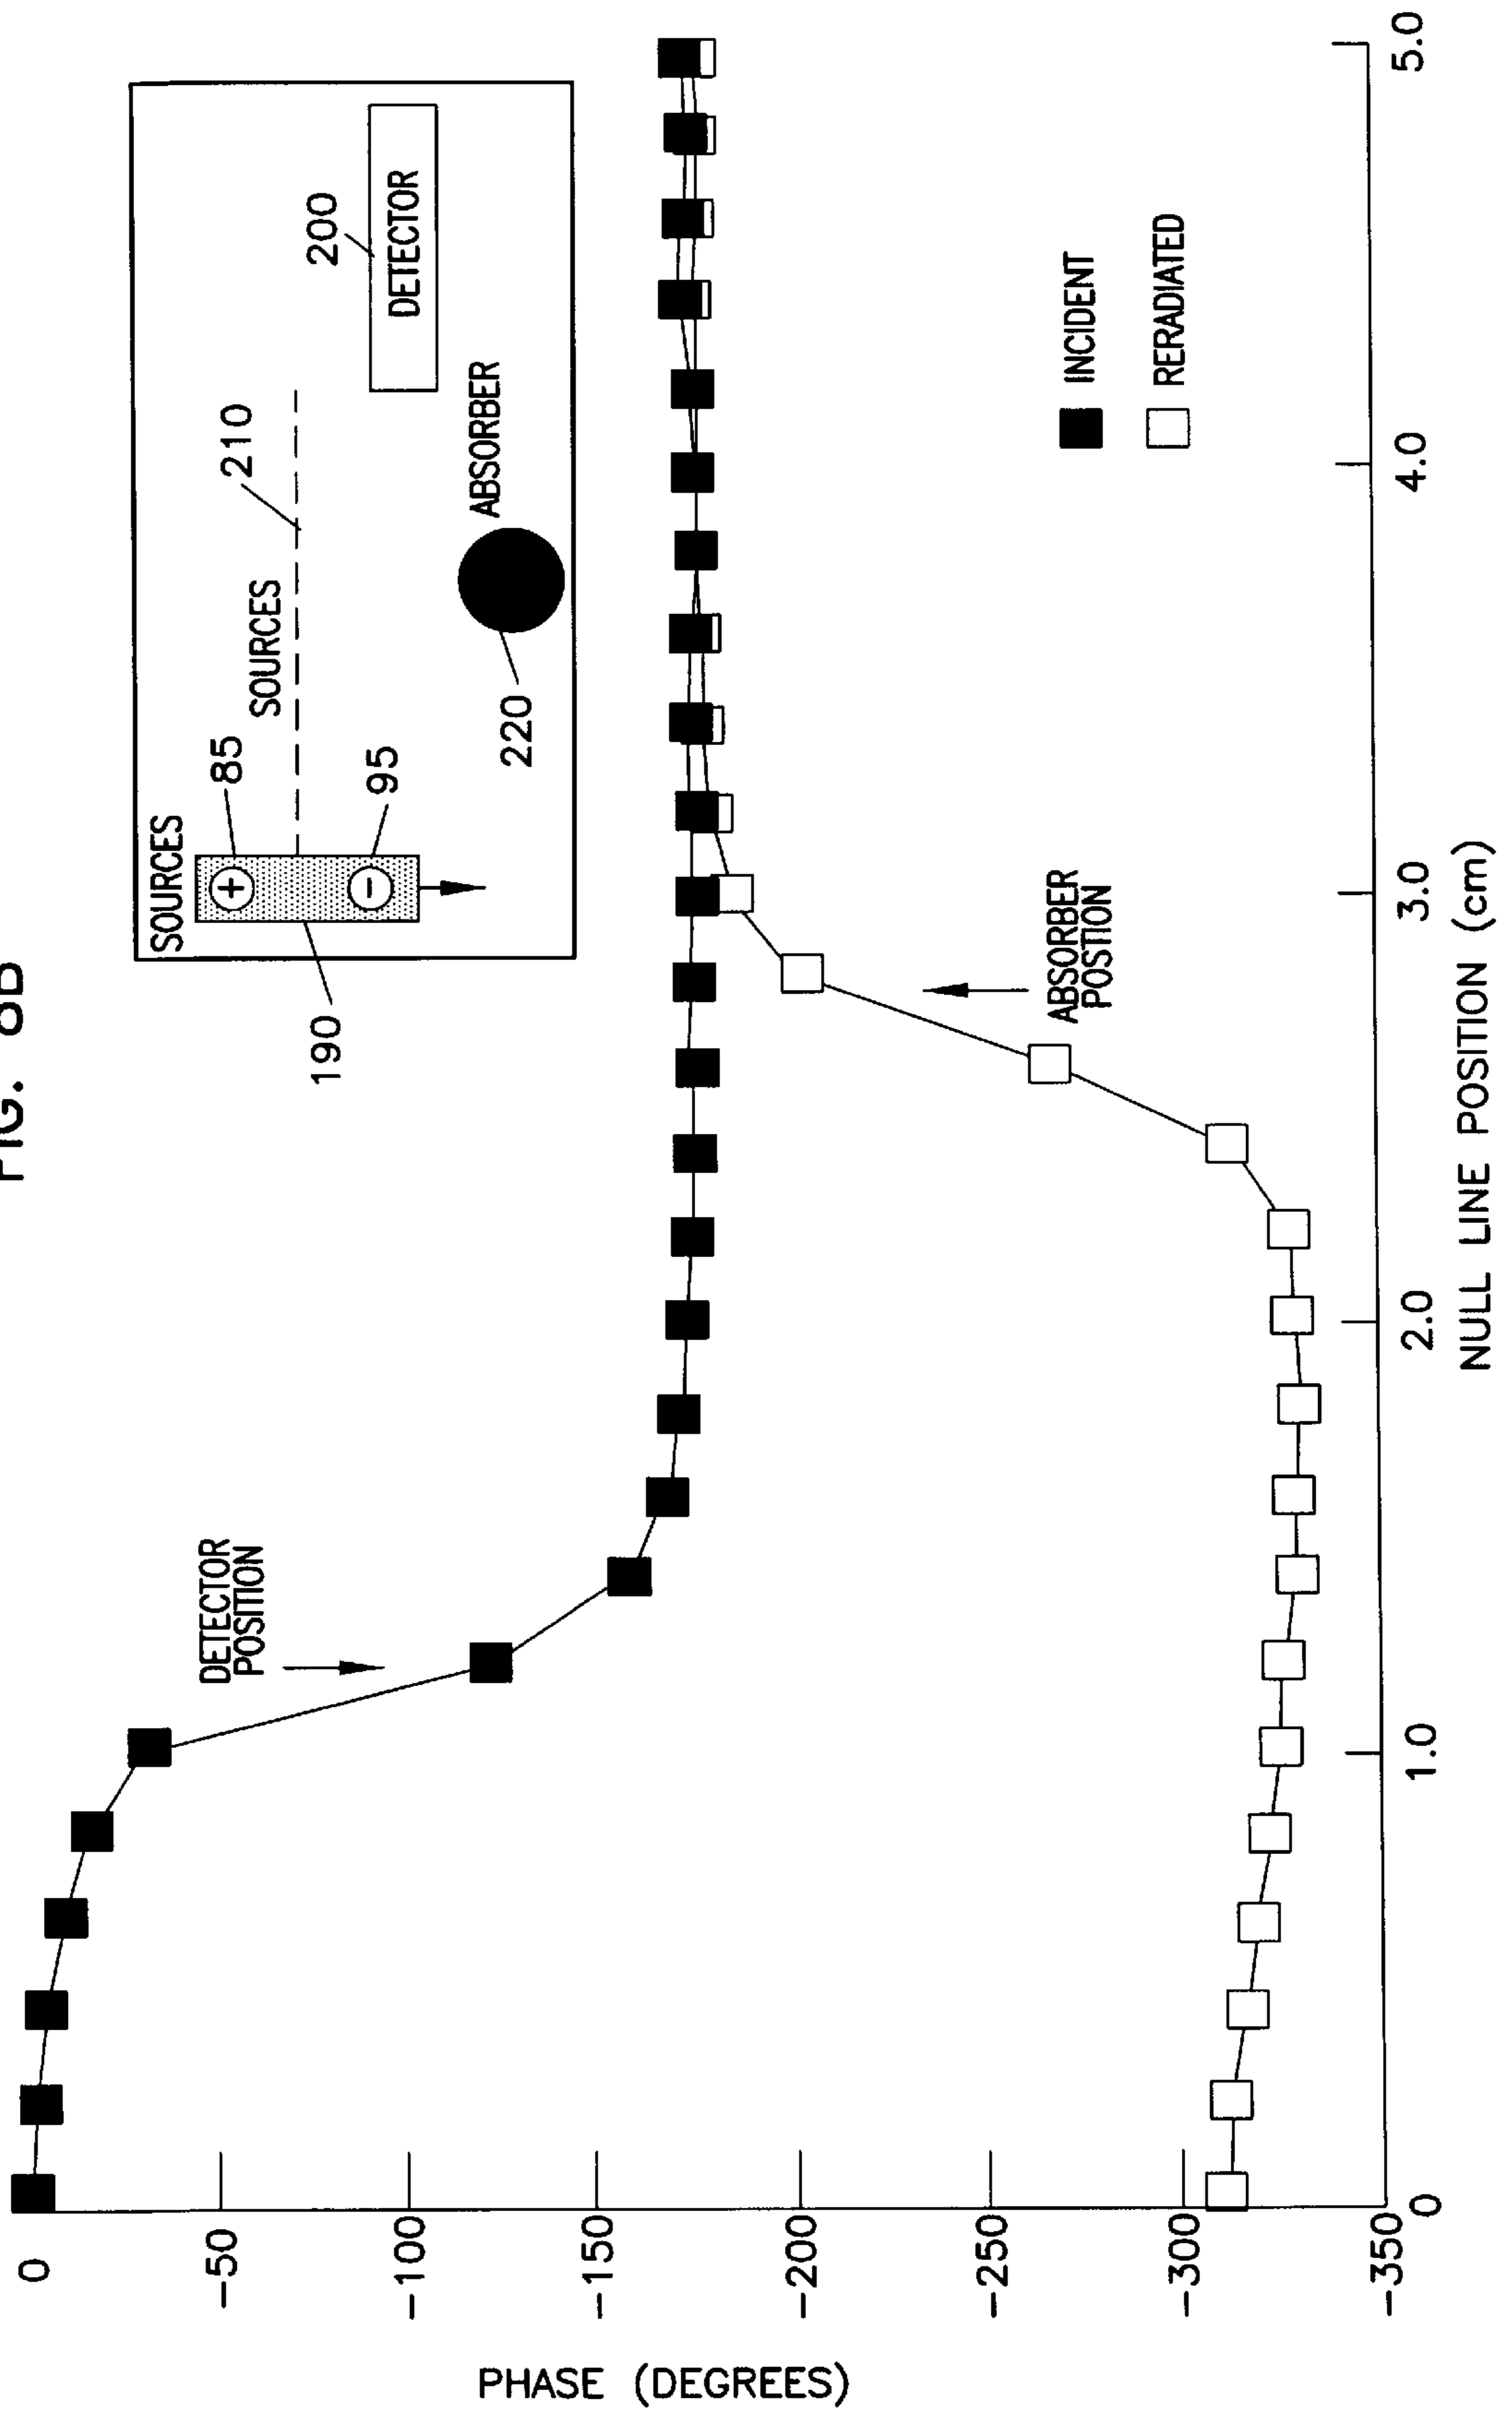 FIG. 8B
PHASE (DEGREES)
0
-50
-100
-150
-200
-250
-300
-350
DETECTOR
POSITION
SOURCES
+
85
−
95
190
SOURCES
210
200
DETECTOR
220
ABSORBER
ABSORBER
POSTION
INCIDENT
RERADIATED
0
1.0
2.0
3.0
4.0
5.0
NULL LINE POSITION (cm)